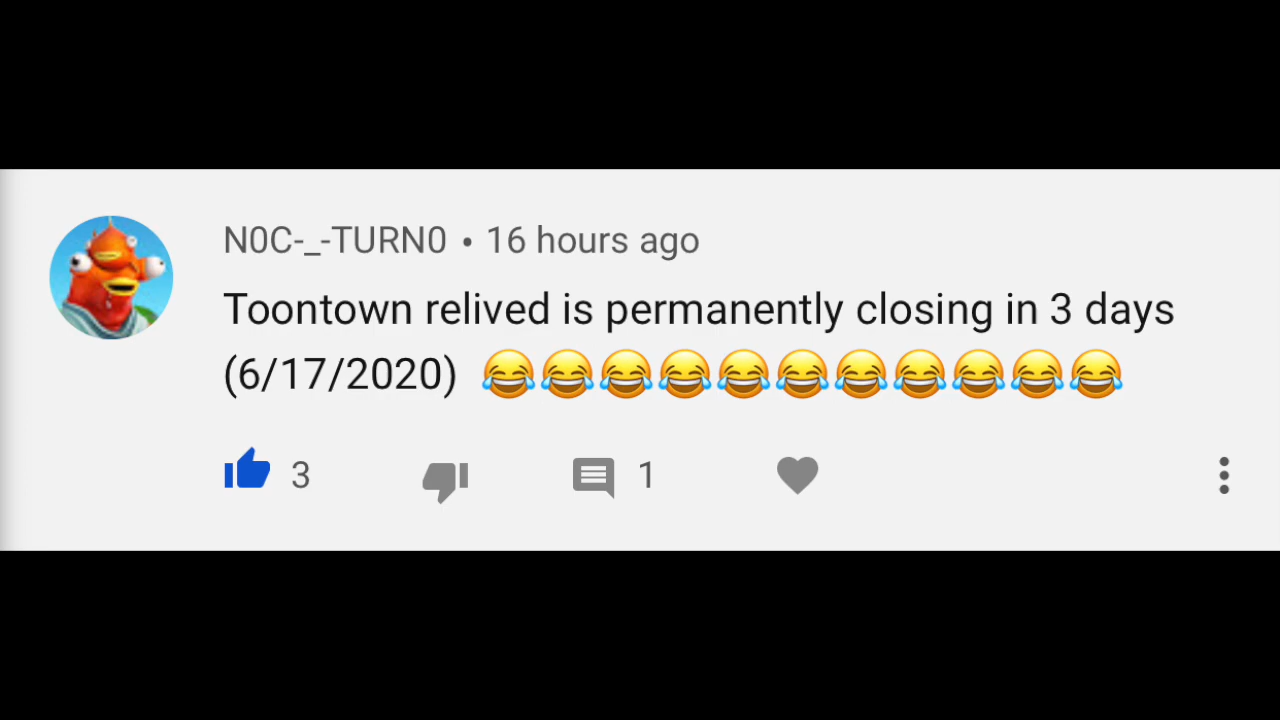 N0C-_-TURN0 • 16 hours ago
Toontown relived is permanently closing in 3 days
(6/17/2020) 😂😂😂😂😂😂😂😂😂😂😂
3 1